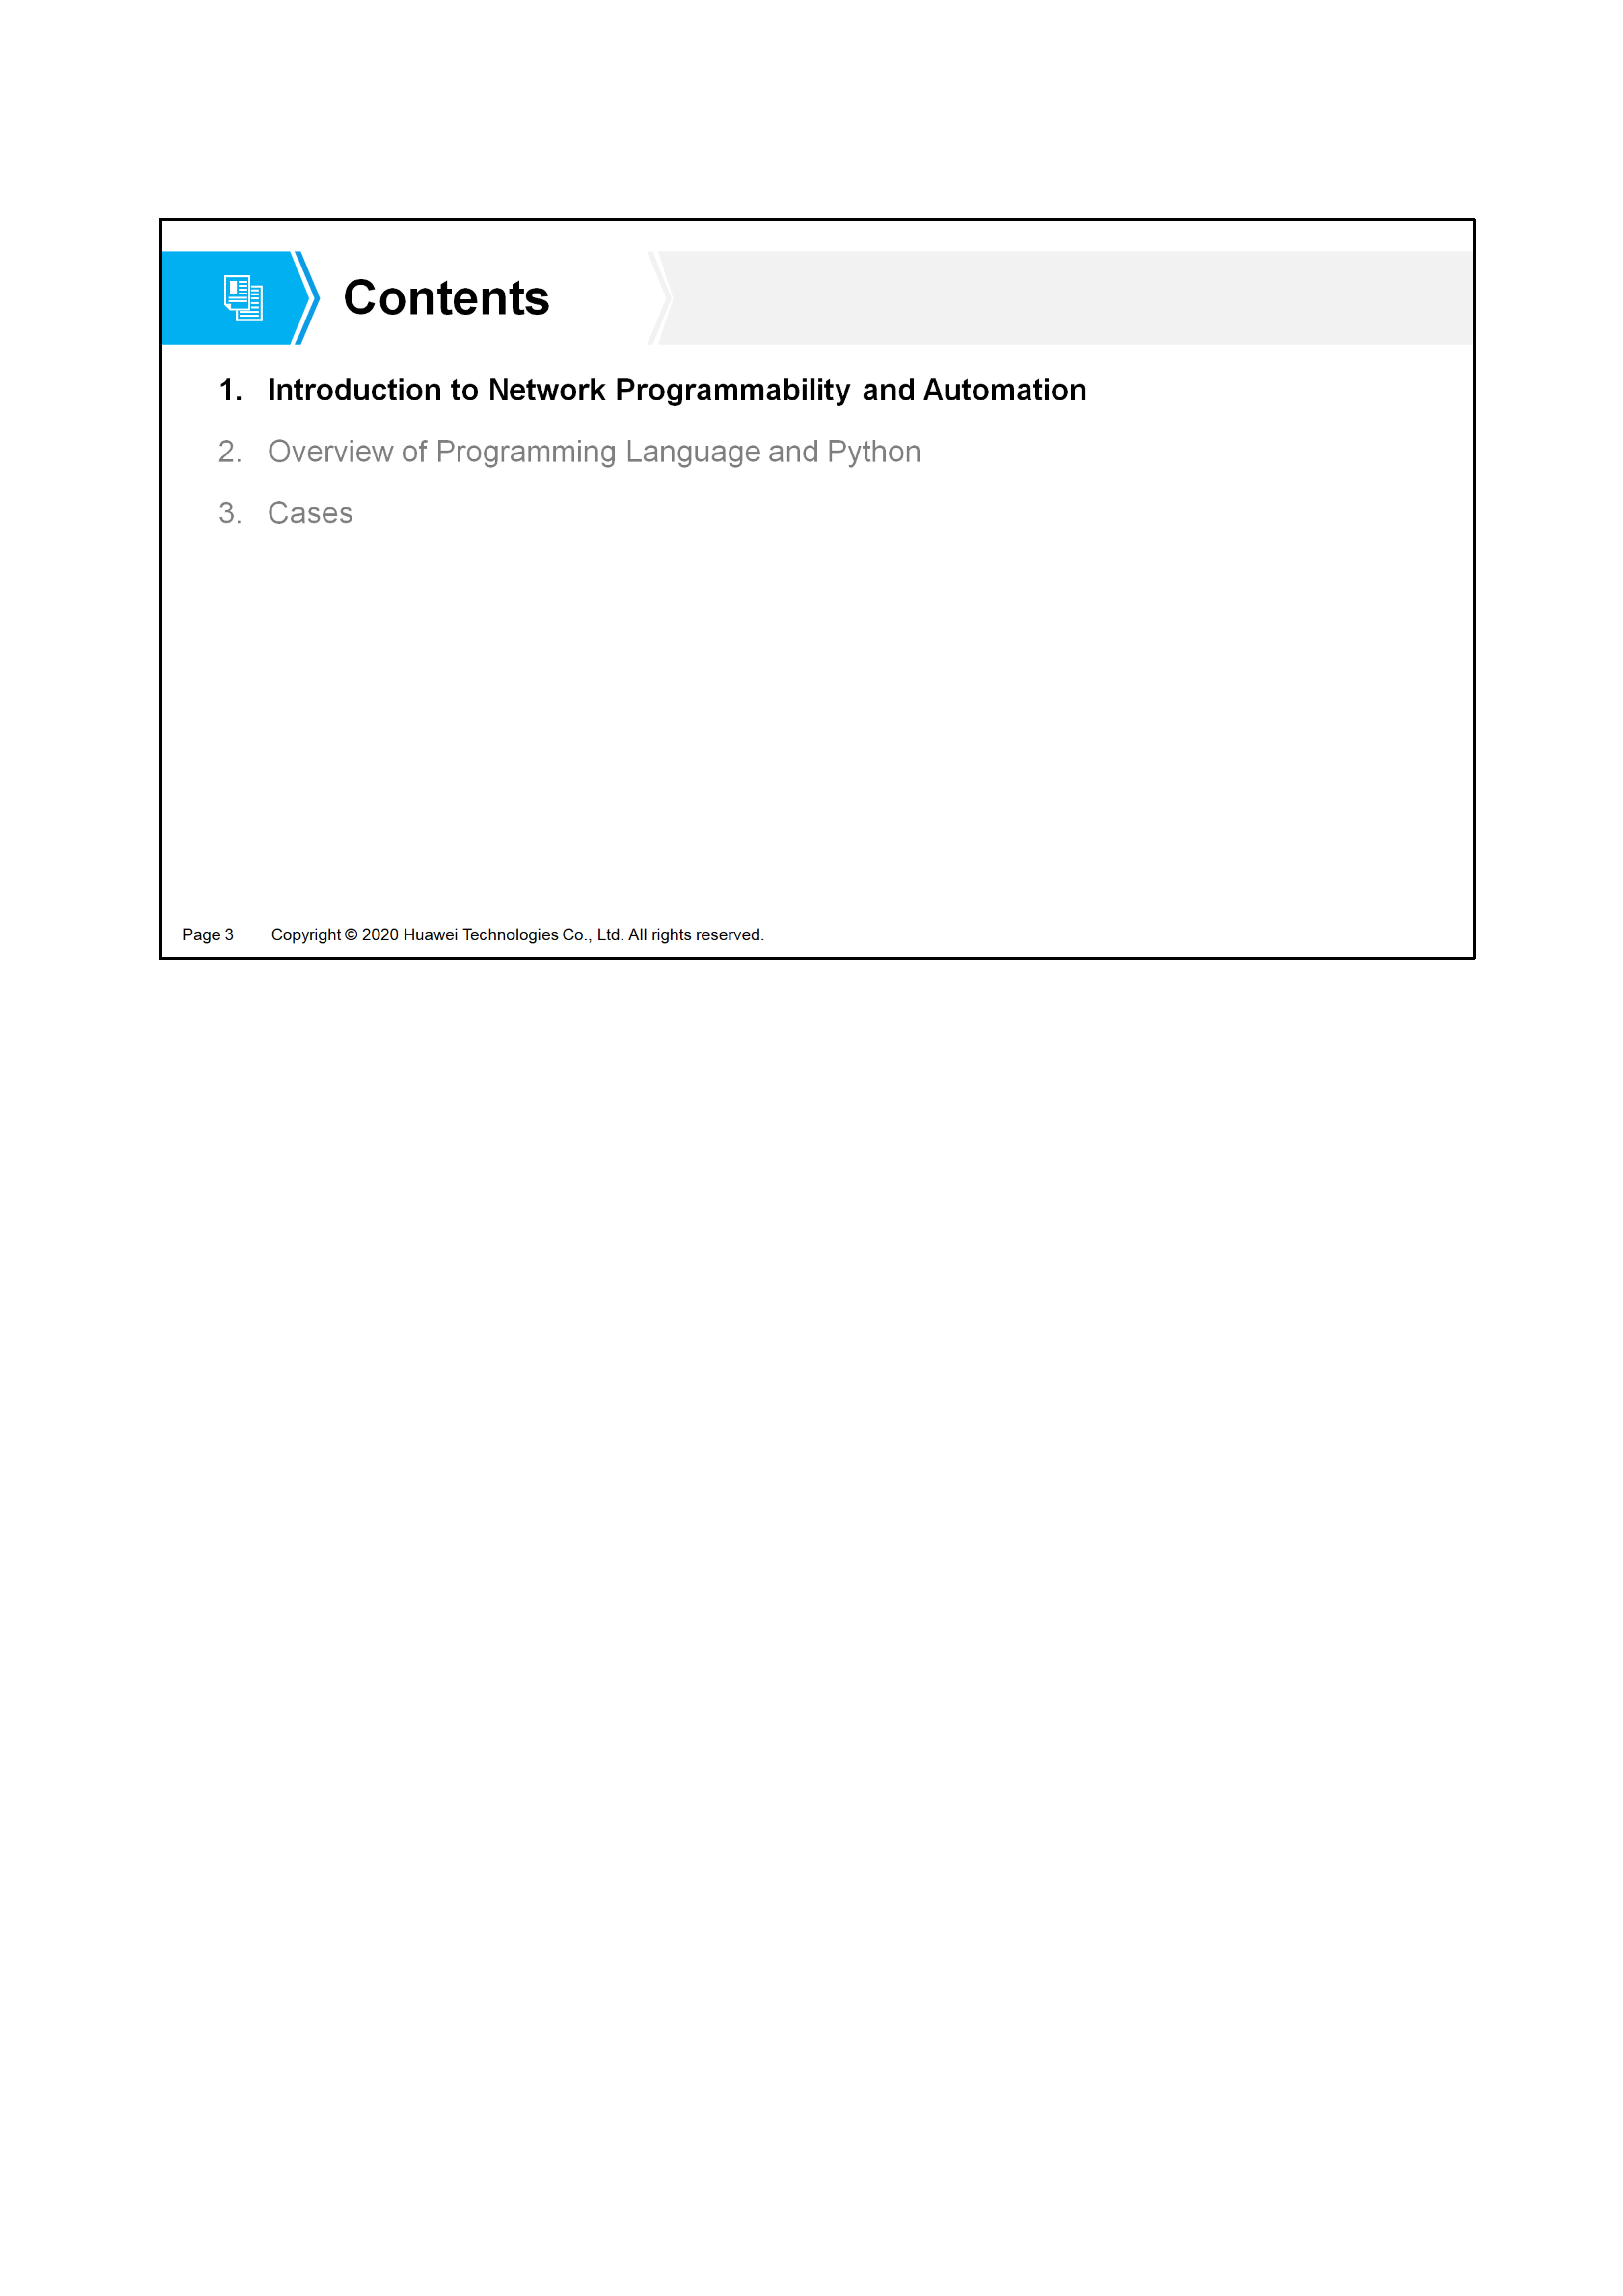 Contents
1. Introduction to Network Programmability and Automation
2. Overview of Programming Language and Python
3. Cases
Page 3 Copyright © 2020 Huawei Technologies Co., Ltd. All rights reserved.